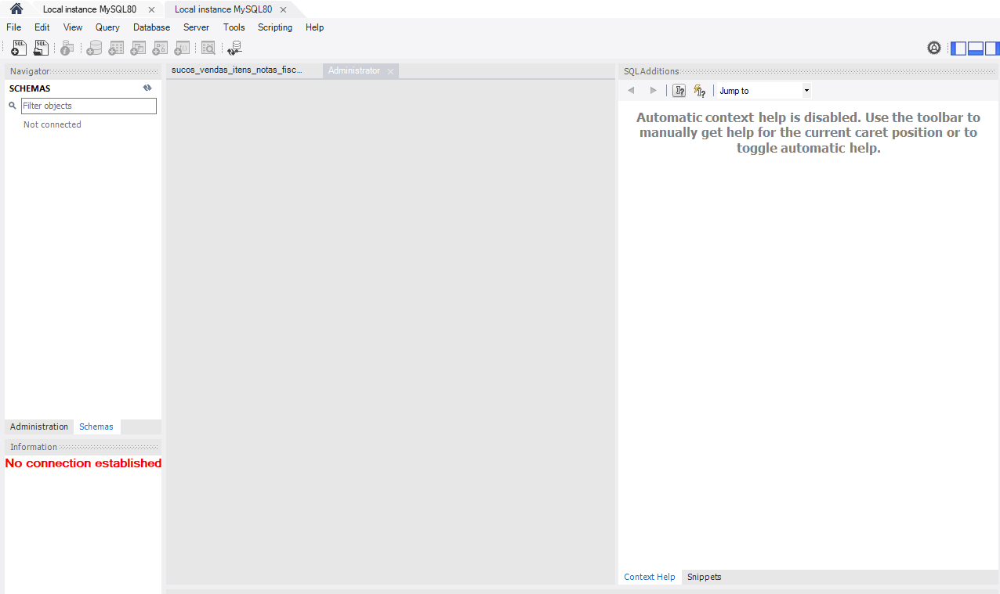 Local instance MySQL80
Local instance MySQL80
File Edit View Query Database Server Tools Scripting Help
SQL SQL
Navigator
SCHEMAS
Filter objects
Not connected
Administration Schemas
Information
No connection established
sucos_vendas_itens_notas_fisc...
Administrator
SQLAdditions
Jump to
Automatic context help is disabled. Use the toolbar to
manually get help for the current caret position or to
toggle automatic help.
Context Help Snippets